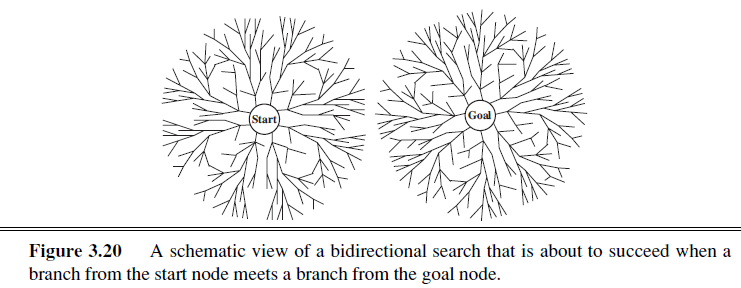 Start
Goal
Figure 3.20 A schematic view of a bidirectional search that is about to succeed when a
branch from the start node meets a branch from the goal node.